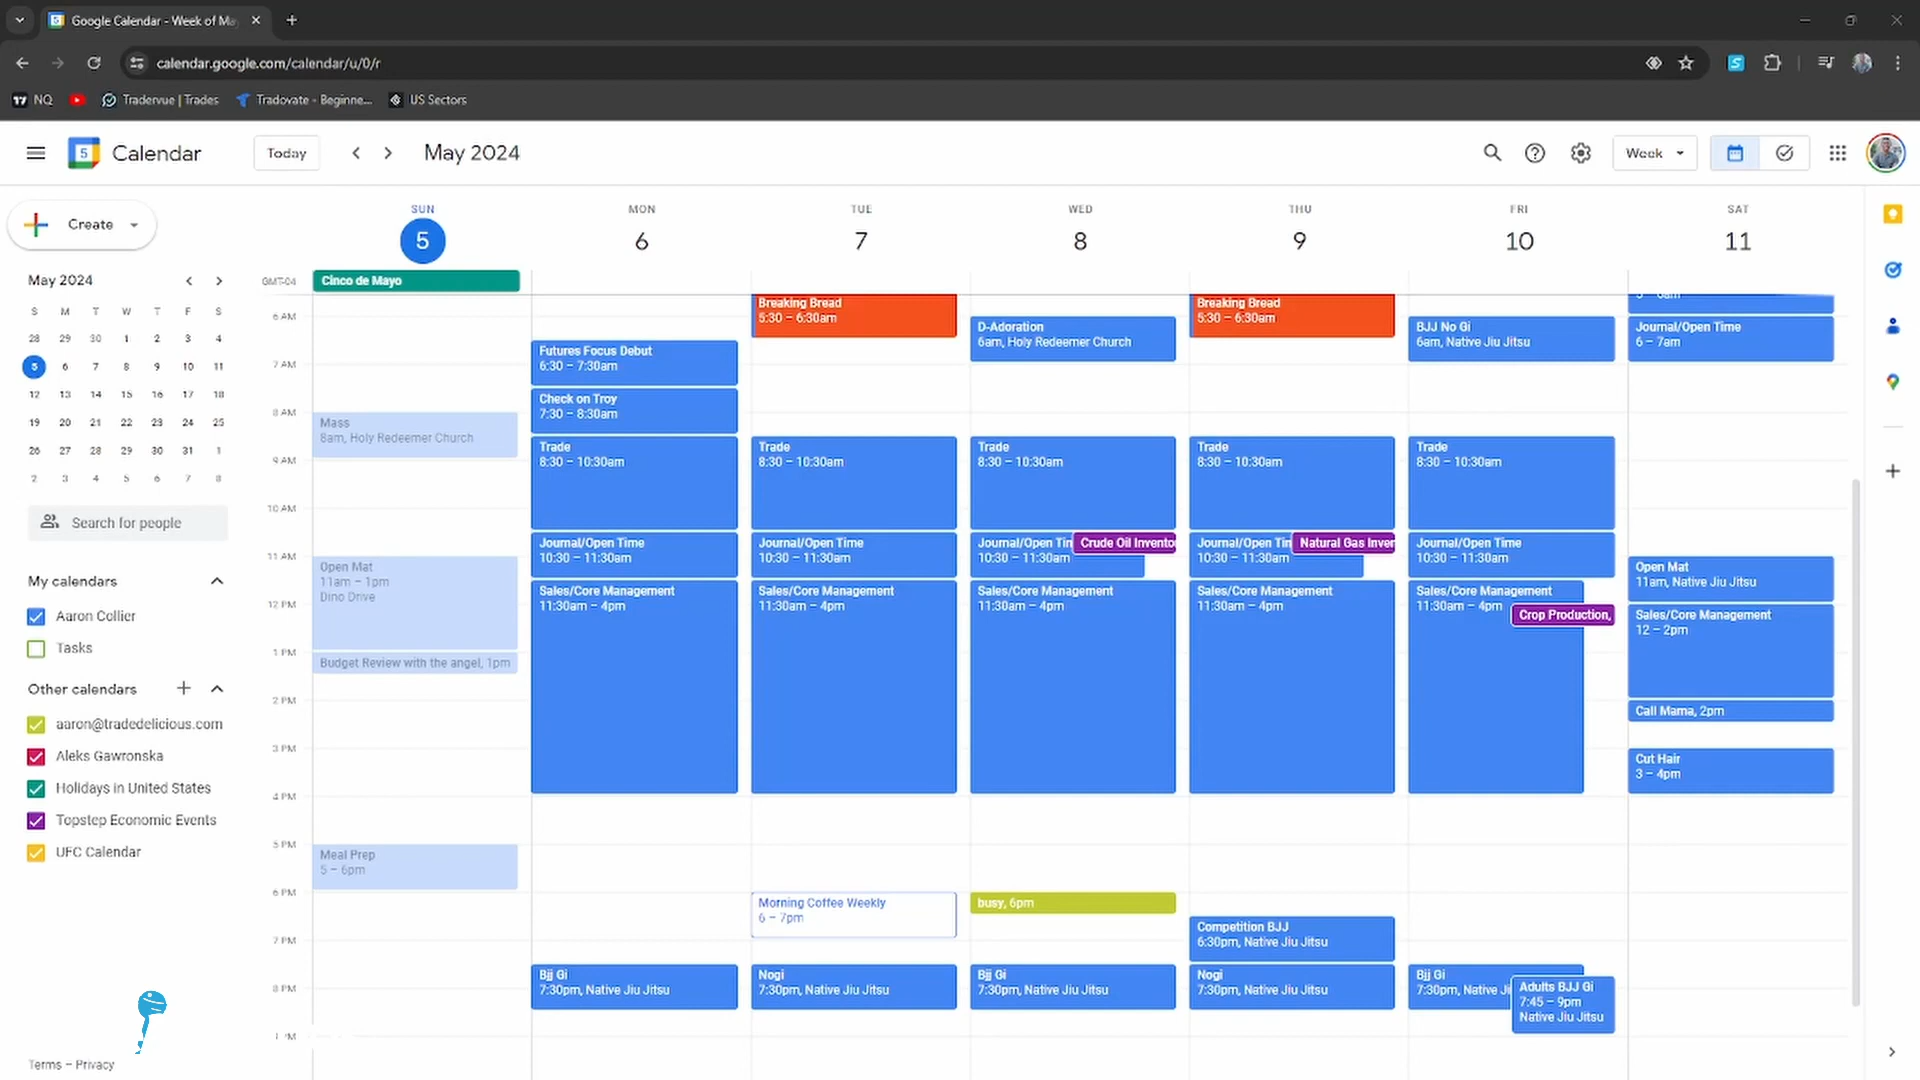 Google Calendar - Week of Ma
calendar.google.com/calendar/u/0/r
NQ
Tradervue | Trades
Tradovate - Beginne...
US Sectors
5
Calendar
Today
May 2024
Week
Create
SUN MON TUE WED THU FRI SAT
5 6 7 8 9 10 11
GMT-04
Cinco de Mayo
May 2024
S M T W T F S
28 29 30 1 2 3 4
5 6 7 8 9 10 11
12 13 14 15 16 17 18
19 20 21 22 23 24 25
26 27 28 29 30 31 1
2 3 4 5 6 7 8
Search for people
My calendars
Aaron Collier
Tasks
Other calendars
aaron@tradedelicious.com
Aleks Gawronska
Holidays in United States
Topstep Economic Events
UFC Calendar
Terms – Privacy
6 AM
7 AM
8 AM
9 AM
10 AM
11 AM
12 PM
1 PM
2 PM
3 PM
4 PM
5 PM
6 PM
7 PM
8 PM
Mass
8am, Holy Redeemer Church
Open Mat
11am – 1pm
Dino Drive
Budget Review with the angel, 1pm
Meal Prep
5 – 6pm
Futures Focus Debut
6:30 – 7:30am
Check on Troy
7:30 – 8:30am
Trade
8:30 – 10:30am
Journal/Open Time
10:30 – 11:30am
Sales/Core Management
11:30am – 4pm
Bjj Gi
7:30pm, Native Jiu Jitsu
Breaking Bread
5:30 – 6:30am
Trade
8:30 – 10:30am
Journal/Open Time
10:30 – 11:30am
Sales/Core Management
11:30am – 4pm
Morning Coffee Weekly
6 – 7pm
Nogi
7:30pm, Native Jiu Jitsu
D-Adoration
6am, Holy Redeemer Church
Trade
8:30 – 10:30am
Journal/Open Tin
10:30 – 11:30am
Crude Oil Invento
Sales/Core Management
11:30am – 4pm
busy, 6pm
Bjj Gi
7:30pm, Native Jiu Jitsu
Breaking Bread
5:30 – 6:30am
Trade
8:30 – 10:30am
Journal/Open Tin
10:30 – 11:30am
Natural Gas Inven
Sales/Core Management
11:30am – 4pm
Competition BJJ
6:30pm, Native Jiu Jitsu
Nogi
7:30pm, Native Jiu Jitsu
BJJ No Gi
6am, Native Jiu Jitsu
Trade
8:30 – 10:30am
Journal/Open Time
10:30 – 11:30am
Sales/Core Management
11:30am – 4pm
Crop Production,
Bjj Gi
7:30pm, Native Ji
Adults BJJ Gi
7:45 – 9pm
Native Jiu Jitsu
Journal/Open Time
6 – 7am
Open Mat
11am, Native Jiu Jitsu
Sales/Core Management
12 – 2pm
Call Mama, 2pm
Cut Hair
3 – 4pm